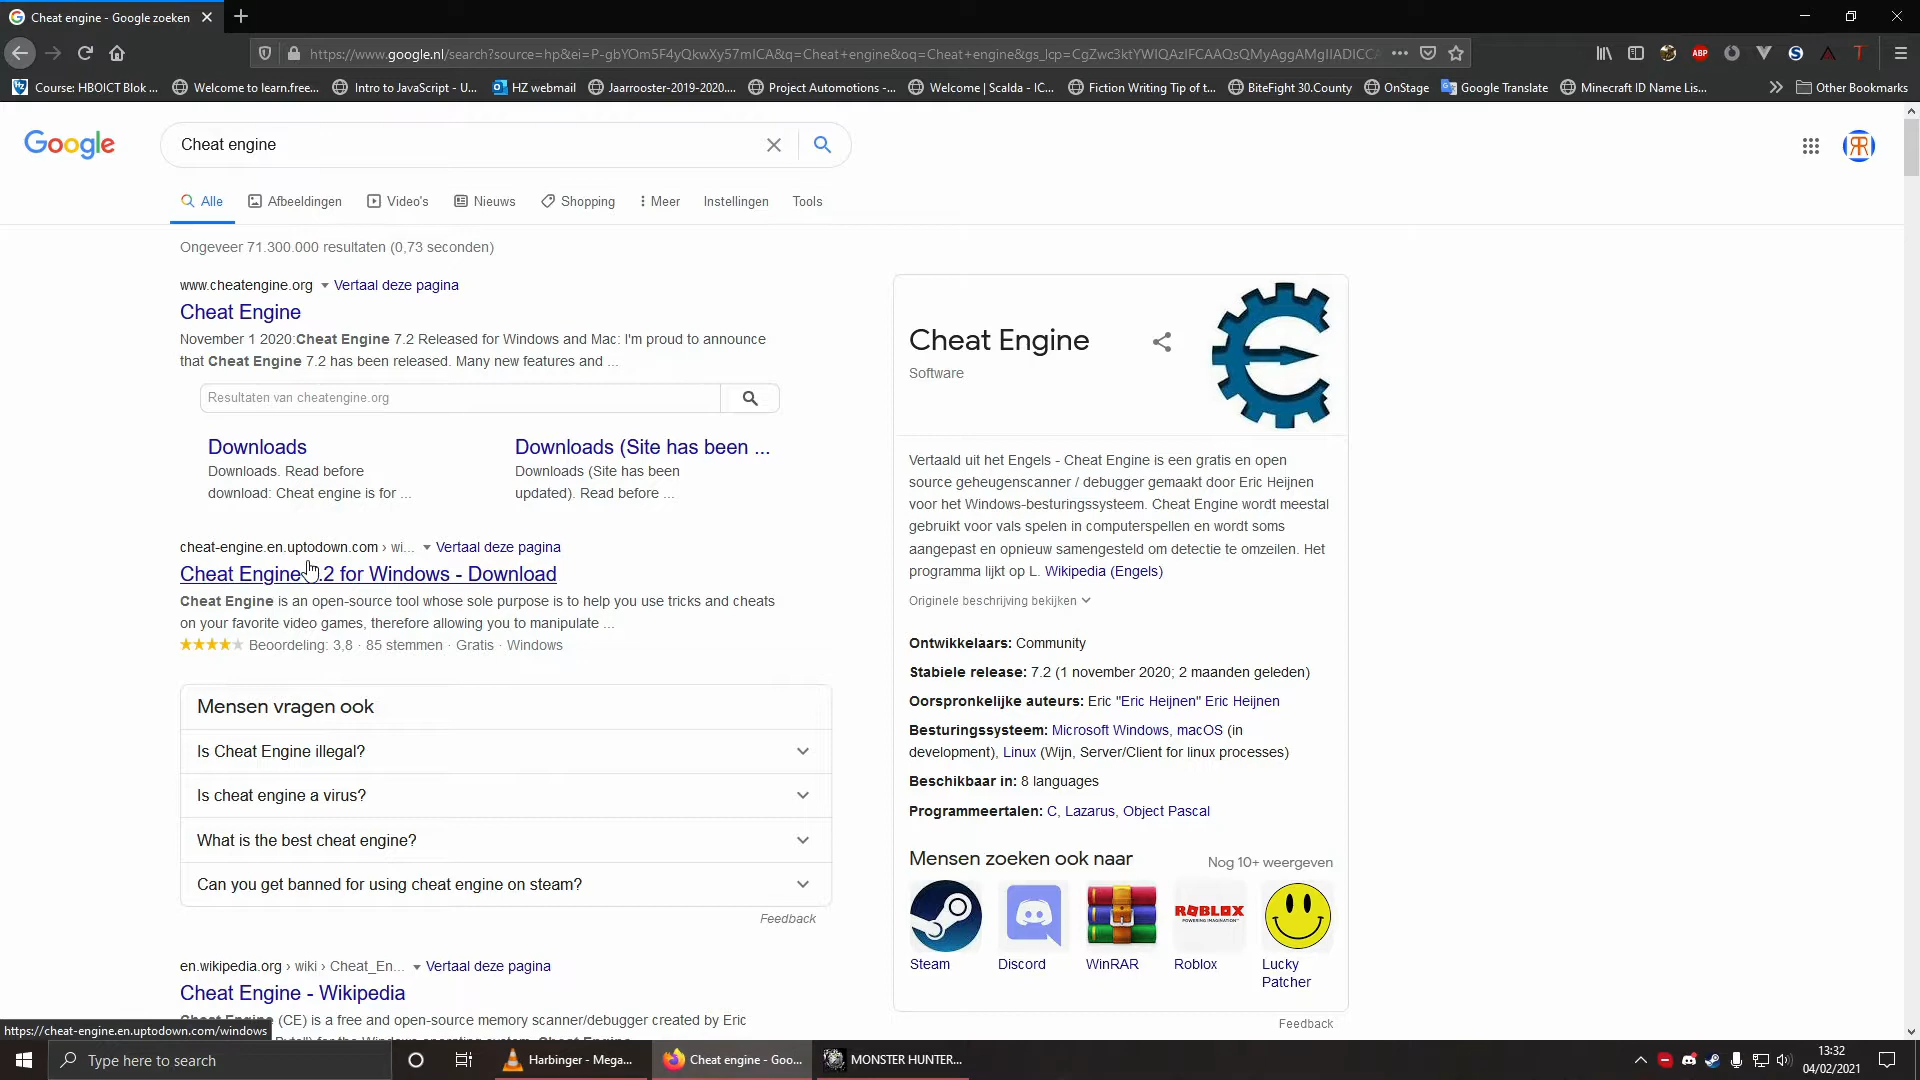 Cheat engine - Google zoeken
https://www.google.nl/search?source=hp&ei=P-gbYOm5F4yQkwXy57mICA&q=Cheat+engine&oq=Cheat+engine&gs_lcp=
Course: HBOICT Blok ... Welcome to learn.free... Intro to JavaScript - U... HZ webmail Jaarrooster-2019-2020.... Project Automotions -... Welcome | Scalda - IC... Fiction Writing Tip of t... BiteFight 30.County OnStage Google Translate Minecraft ID Name Lis... Other Bookmarks
Google
Cheat engine
Alle Afbeeldingen Video's Nieuws Shopping Meer Instellingen Tools
Ongeveer 71.300.000 resultaten (0,73 seconden)
www.cheatengine.org Vertaal deze pagina
Cheat Engine
November 1 2020:Cheat Engine 7.2 Released for Windows and Mac: I'm proud to announce
that Cheat Engine 7.2 has been released. Many new features and ...
Resultaten van cheatengine.org
Downloads
Downloads. Read before
download: Cheat engine is for ...
Downloads (Site has been ...
Downloads (Site has been
updated). Read before ...
cheat-engine.en.uptodown.com › wi... Vertaal deze pagina
Cheat Engine .2 for Windows - Download
Cheat Engine is an open-source tool whose sole purpose is to help you use tricks and cheats
on your favorite video games, therefore allowing you to manipulate ...
Beoordeling: 3,8 · 85 stemmen · Gratis · Windows
Mensen vragen ook
Is Cheat Engine illegal?
Is cheat engine a virus?
What is the best cheat engine?
Can you get banned for using cheat engine on steam?
Feedback
en.wikipedia.org › wiki › Cheat_En... Vertaal deze pagina
Cheat Engine - Wikipedia
Cheat Engine (CE) is a free and open-source memory scanner/debugger created by Eric
Cheat Engine
Software
Vertaald uit het Engels - Cheat Engine is een gratis en open
source geheugenscanner / debugger gemaakt door Eric Heijnen
voor het Windows-besturingssysteem. Cheat Engine wordt meestal
gebruikt voor vals spelen in computerspellen en wordt soms
aangepast en opnieuw samengesteld om detectie te omzeilen. Het
programma lijkt op L. Wikipedia (Engels)
Originele beschrijving bekijken
Ontwikkelaars: Community
Stabiele release: 7.2 (1 november 2020; 2 maanden geleden)
Oorspronkelijke auteurs: Eric "Eric Heijnen" Eric Heijnen
Besturingssysteem: Microsoft Windows, macOS (in
development), Linux (Wijn, Server/Client for linux processes)
Beschikbaar in: 8 languages
Programmeertalen: C, Lazarus, Object Pascal
Mensen zoeken ook naar Nog 10+ weergeven
ROBLOX
Steam Discord WinRAR Roblox Lucky
Patcher
Feedback
https://cheat-engine.en.uptodown.com/windows
Type here to search
Harbinger - Mega...
Cheat engine - Goo...
MONSTER HUNTER...
13:32
04/02/2021